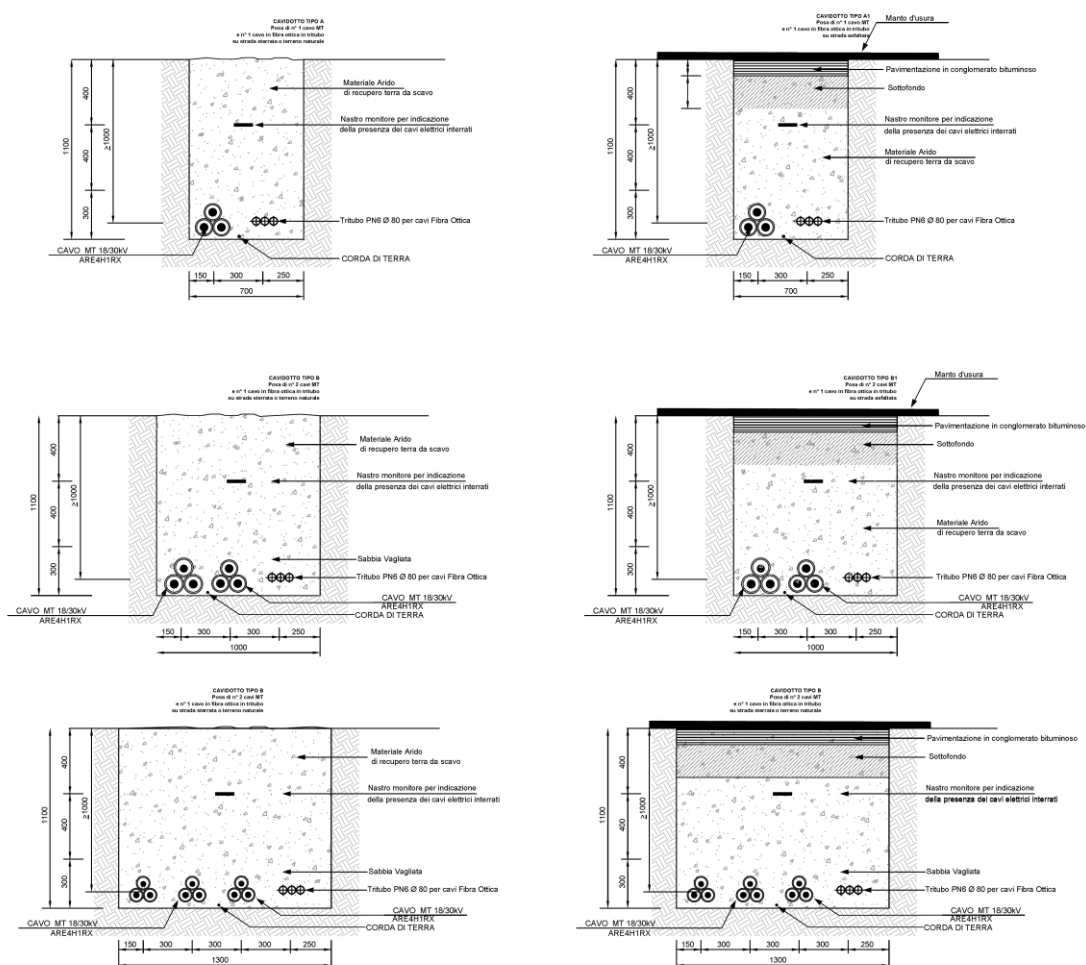 CAVIDOTTO TIPO A
Posa di n° 1 cavo MT
e n° 1 cavo in fibra ottica in tritubo
su strada sterrata o terreno naturale
Materiale Arido
di recupero terra da scavo
Nastro monitore per indicazione
della presenza dei cavi elettrici interrati
Tritubo PN6 Ø 80 per cavi Fibra Ottica
CAVO MT 18/30kV
ARE4H1RX
CORDA DI TERRA
1100
400
400
300
≥1000
150
300
250
700
CAVIDOTTO TIPO A1
Posa di n° 1 cavo MT
e n° 1 cavo in fibra ottica in tritubo
su strada asfaltata
Manto d'usura
Pavimentazione in conglomerato bituminoso
Sottofondo
Nastro monitore per indicazione
della presenza dei cavi elettrici interrati
Materiale Arido
di recupero terra da scavo
Tritubo PN6 Ø 80 per cavi Fibra Ottica
CAVO MT 18/30kV
ARE4H1RX
CORDA DI TERRA
1100
400
400
300
≥1000
150
300
250
700
CAVIDOTTO TIPO B
Posa di n° 2 cavi MT
e n° 1 cavo in fibra ottica in tritubo
su strada sterrata o terreno naturale
Materiale Arido
di recupero terra da scavo
Nastro monitore per indicazione
della presenza dei cavi elettrici interrati
Sabbia Vagliata
Tritubo PN6 Ø 80 per cavi Fibra Ottica
CAVO MT 18/30kV
ARE4H1RX
CAVO MT 18/30kV
ARE4H1RX
CORDA DI TERRA
1100
400
400
300
≥1000
150
300
300
250
1000
CAVIDOTTO TIPO B1
Posa di n° 2 cavi MT
e n° 1 cavo in fibra ottica in tritubo
su strada asfaltata
Manto d'usura
Pavimentazione in conglomerato bituminoso
Sottofondo
Nastro monitore per indicazione
della presenza dei cavi elettrici interrati
Materiale Arido
di recupero terra da scavo
Tritubo PN6 Ø 80 per cavi Fibra Ottica
CAVO MT 18/30kV
ARE4H1RX
CAVO MT 18/30kV
ARE4H1RX
CORDA DI TERRA
1100
400
400
300
≥1000
150
300
300
250
1000
CAVIDOTTO TIPO B
Posa di n° 2 cavi MT
e n° 1 cavo in fibra ottica in tritubo
su strada sterrata o terreno naturale
Materiale Arido
di recupero terra da scavo
Nastro monitore per indicazione
della presenza dei cavi elettrici interrati
Sabbia Vagliata
Tritubo PN6 Ø 80 per cavi Fibra Ottica
CAVO MT 18/30kV
ARE4H1RX
CAVO MT 18/30kV
ARE4H1RX
CORDA DI TERRA
1100
400
400
300
≥1000
150
300
300
300
250
1300
CAVIDOTTO TIPO B
Posa di n° 2 cavi MT
e n° 1 cavo in fibra ottica in tritubo
su strada sterrata o terreno naturale
Pavimentazione in conglomerato bituminoso
Sottofondo
Nastro monitore per indicazione
della presenza dei cavi elettrici interrati
Sabbia Vagliata
Tritubo PN6 Ø 80 per cavi Fibra Ottica
CAVO MT 18/30kV
ARE4H1RX
CAVO MT 18/30kV
ARE4H1RX
CORDA DI TERRA
1100
400
400
300
≥1000
150
300
300
300
250
1300